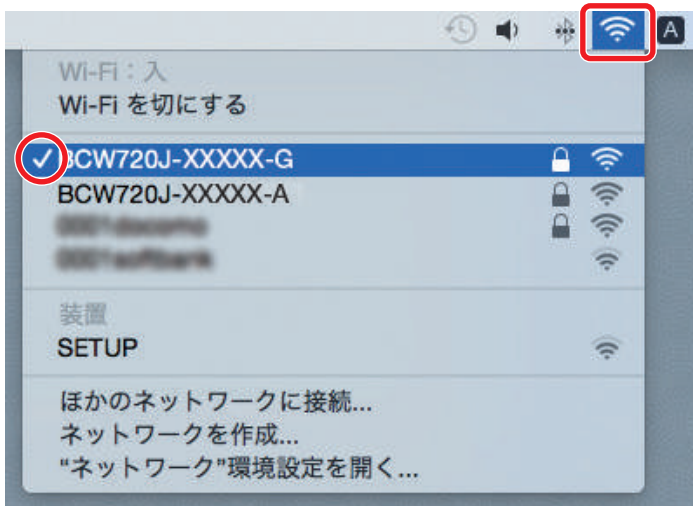 A
Wi-Fi：入
Wi-Fi を切にする
BCW720J-XXXXX-G
BCW720J-XXXXX-A
装置
SETUP
ほかのネットワークに接続...
ネットワークを作成...
“ネットワーク”環境設定を開く...